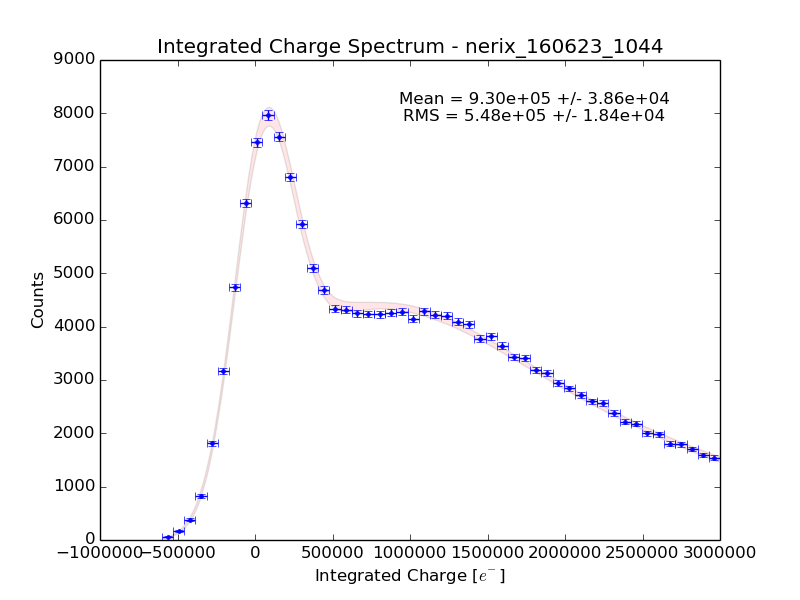 Integrated Charge Spectrum - nerix_160623_1044
Mean = 9.30e+05 +/- 3.86e+04
RMS = 5.48e+05 +/- 1.84e+04
Counts
9000
8000
7000
6000
5000
4000
3000
2000
1000
0
−1000000 −500000 0 500000 1000000 1500000 2000000 2500000 3000000
Integrated Charge [e⁻]